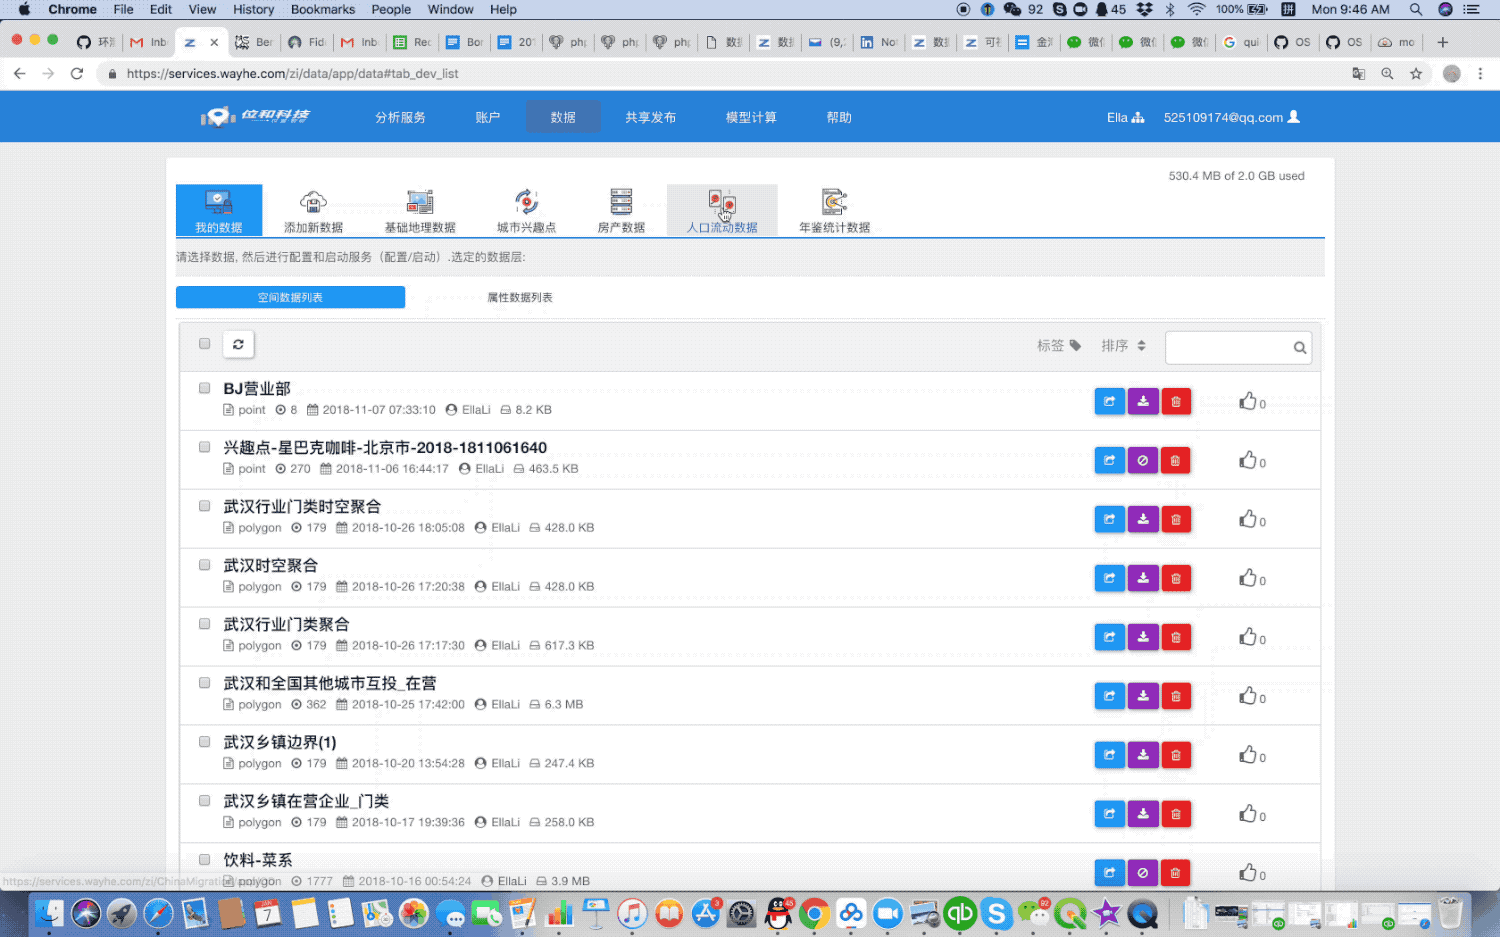 Chrome File Edit View History Bookmarks People Window Help 92 45 100% 拼 Mon 9:46 AM
Inb Ber Fid Inb Rec Bor 201 php php php 数据 数据 (9, No 数据 可视 金 微信 微信 微信 qui OS OS mo
https://services.wayhe.com/zi/data/app/data#tab_dev_list
位和科技 分析服务 账户 数据 共享发布 模型计算 帮助 Ella 525109174@qq.com
530.4 MB of 2.0 GB used
我的数据 添加新数据 基础地理数据 城市兴趣点 房产数据 人口流动数据 年鉴统计数据
请选择数据, 然后进行配置和启动服务（配置/启动）.选定的数据层:
空间数据列表 属性数据列表
标签 排序
BJ营业部
point 8 2018-11-07 07:33:10 EllaLi 8.2 KB 0
兴趣点-星巴克咖啡-北京市-2018-1811061640
point 270 2018-11-06 16:44:17 EllaLi 463.5 KB 0
武汉行业门类时空聚合
polygon 179 2018-10-26 18:05:08 EllaLi 428.0 KB 0
武汉时空聚合
polygon 179 2018-10-26 17:20:38 EllaLi 428.0 KB 0
武汉行业门类聚合
polygon 179 2018-10-26 17:17:30 EllaLi 617.3 KB 0
武汉和全国其他城市互投_在营
polygon 362 2018-10-25 17:42:00 EllaLi 6.3 MB 0
武汉乡镇边界(1)
polygon 179 2018-10-20 13:54:28 EllaLi 247.4 KB 0
武汉乡镇在营企业_门类
polygon 179 2018-10-17 19:39:36 EllaLi 258.0 KB 0
饮料-菜系
polygon 1777 2018-10-16 00:54:24 EllaLi 3.9 MB 0